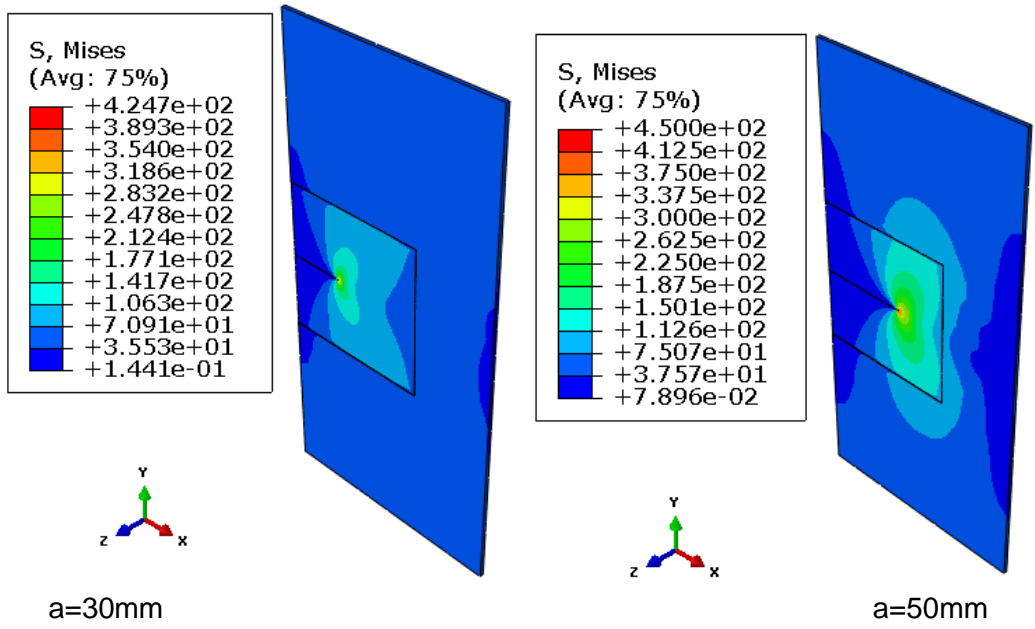 S, Mises
(Avg: 75%)
+4.247e+02
+3.893e+02
+3.540e+02
+3.186e+02
+2.832e+02
+2.478e+02
+2.124e+02
+1.771e+02
+1.417e+02
+1.063e+02
+7.091e+01
+3.553e+01
+1.441e-01
Y
Z
X
a=30mm
S, Mises
(Avg: 75%)
+4.500e+02
+4.125e+02
+3.750e+02
+3.375e+02
+3.000e+02
+2.625e+02
+2.250e+02
+1.875e+02
+1.501e+02
+1.126e+02
+7.507e+01
+3.757e+01
+7.896e-02
Y
Z
X
a=50mm